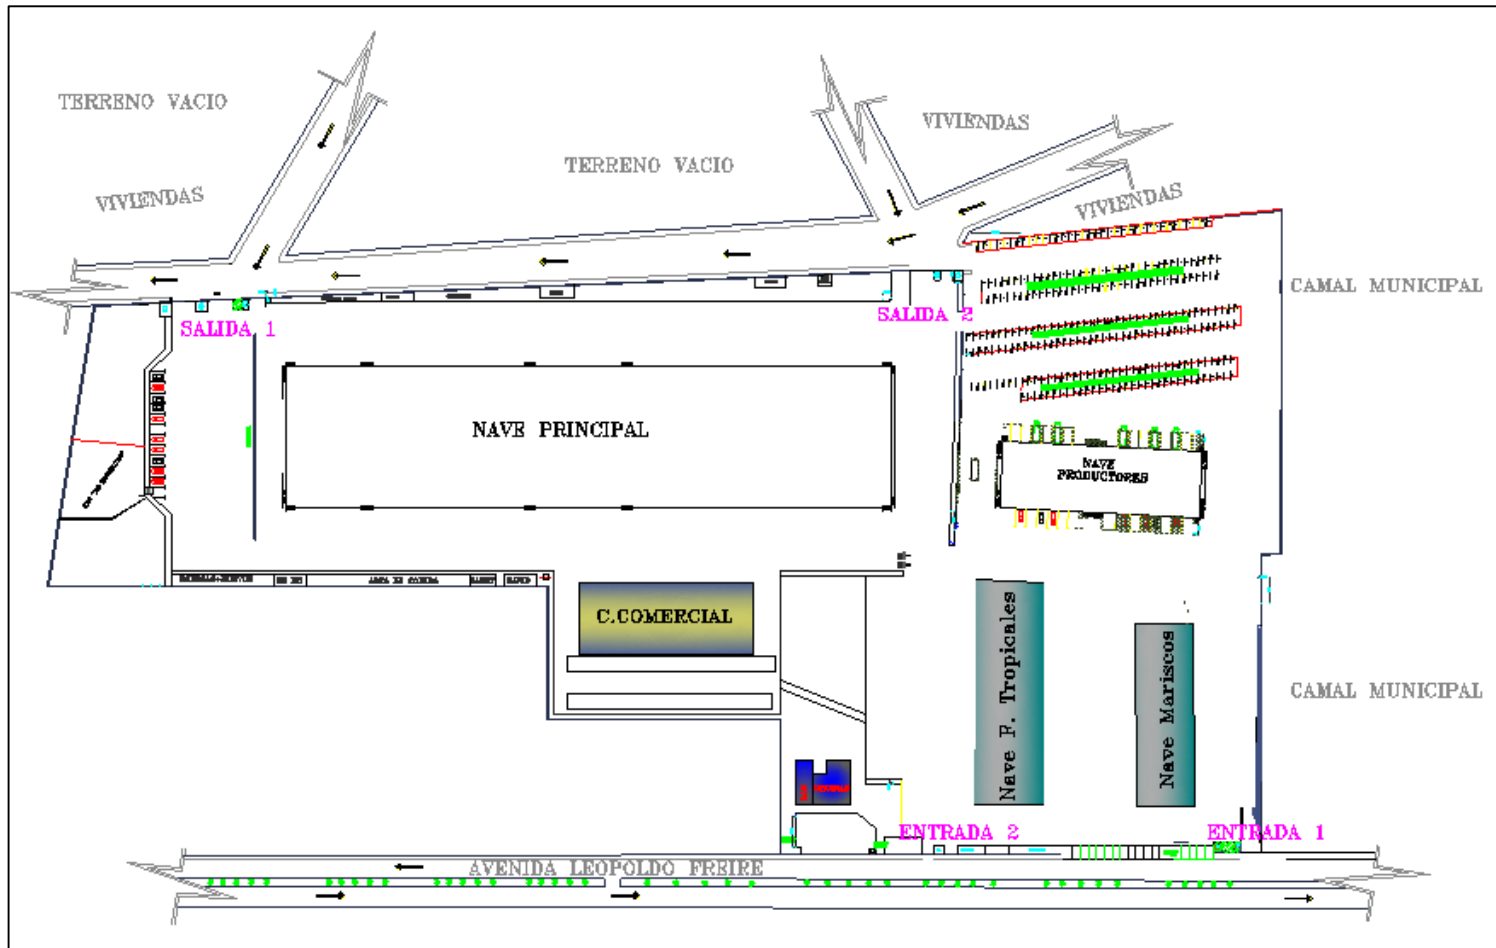 TERRENO VACIO
VIVIENDAS
TERRENO VACIO
VIVIENDAS
VIVIENDAS
CAMAL MUNICIPAL
SALIDA 1
SALIDA 2
NAVE PRINCIPAL
NAVE
PRODUCTORES
C.COMERCIAL
Nave F. Tropicales
Nave Mariscos
CAMAL MUNICIPAL
ENTRADA 2
ENTRADA 1
AVENIDA LEOPOLDO FREIRE